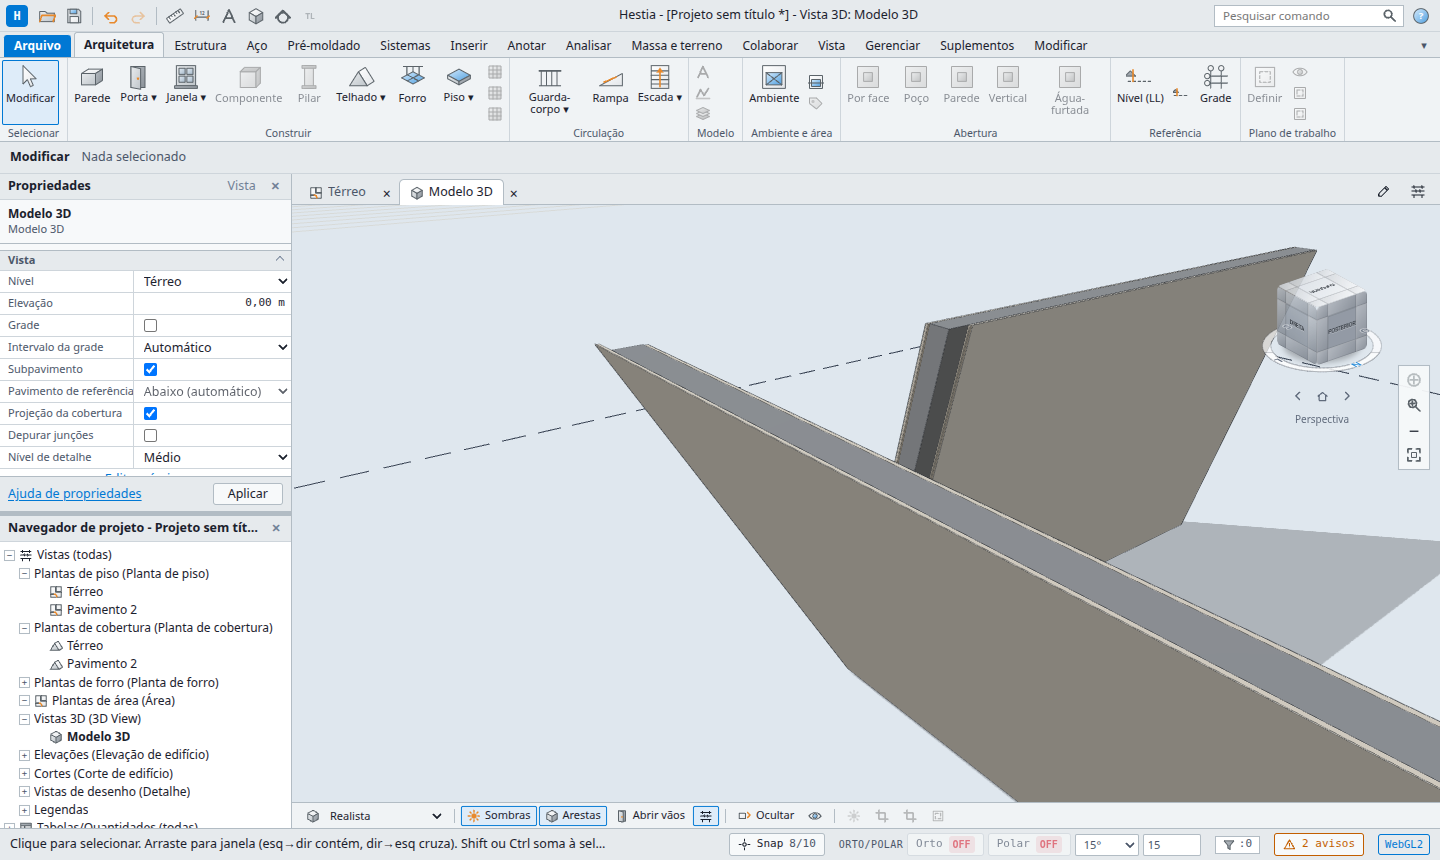 H
TL
Hestia - [Projeto sem título *] - Vista 3D: Modelo 3D
Pesquisar comando
?
Arquivo Arquitetura Estrutura Aço Pré-moldado Sistemas Inserir Anotar Analisar Massa e terreno Colaborar Vista Gerenciar Suplementos Modificar
Modificar Parede Porta ▾ Janela ▾ Componente Pilar Telhado ▾ Forro Piso ▾ Guarda-corpo ▾ Rampa Escada ▾ Ambiente Por face Poço Parede Vertical Água-furtada Nível (LL) Grade Definir
Selecionar Construir Circulação Modelo Ambiente e área Abertura Referência Plano de trabalho
Modificar Nada selecionado
Propriedades Vista ×
Modelo 3D
Modelo 3D
Vista
Nível Térreo
Elevação 0,00 m
Grade
Intervalo da grade Automático
Subpavimento
Pavimento de referência Abaixo (automático)
Projeção da cobertura
Depurar junções
Nível de detalhe Médio
Ajuda de propriedades Aplicar
Navegador de projeto - Projeto sem tít... ×
Vistas (todas)
Plantas de piso (Planta de piso)
Térreo
Pavimento 2
Plantas de cobertura (Planta de cobertura)
Térreo
Pavimento 2
Plantas de forro (Planta de forro)
Plantas de área (Área)
Vistas 3D (3D View)
Modelo 3D
Elevações (Elevação de edifício)
Cortes (Corte de edifício)
Vistas de desenho (Detalhe)
Legendas
Tabelas/Quantidades (todas)
Térreo × Modelo 3D ×
POSTERIOR
Perspectiva
Realista Sombras Arestas Abrir vãos Ocultar
Clique para selecionar. Arraste para janela (esq→dir contém, dir→esq cruza). Shift ou Ctrl soma à sel...
Snap 8/10 ORTO/POLAR Orto OFF Polar OFF 15° 15 :0 2 avisos WebGL2